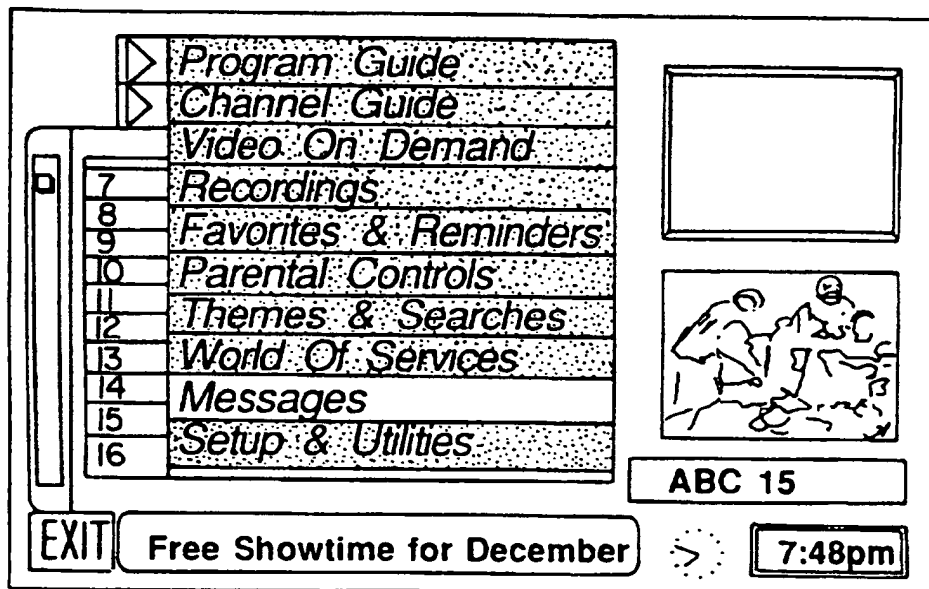 Program Guide
Channel Guide
Video On Demand
7
Recordings
8
Favorites & Reminders
9
10
Parental Controls
11
Themes & Searches
12
13
World Of Services
14
Messages
15
Setup & Utilities
16
ABC 15
EXIT
Free Showtime for December
7:48pm